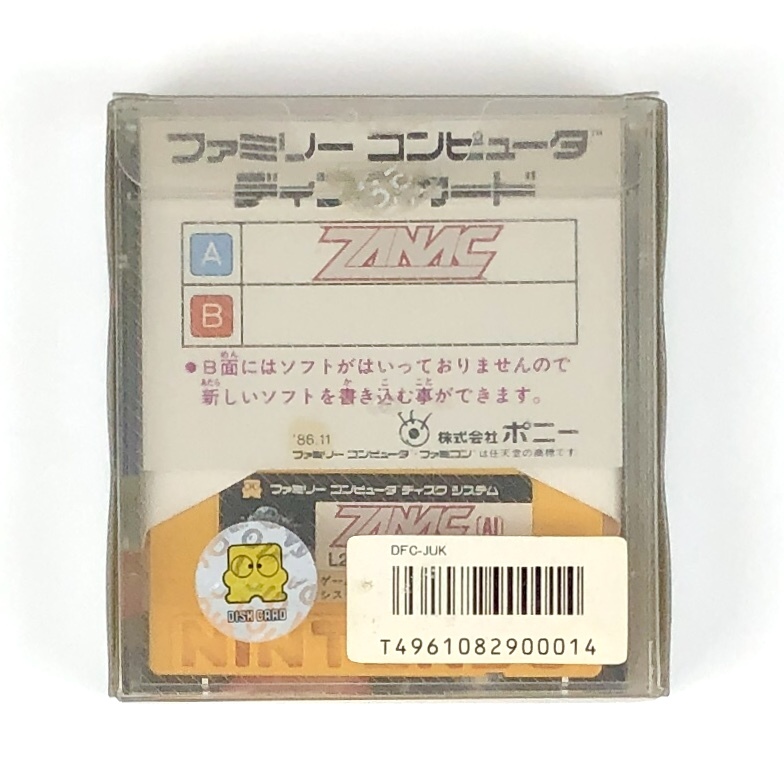 ファミリー コンピュータ™
ディスクカード
A ZANAC
B
●B面にはソフトがはいっておりませんので
新しいソフトを書き込む事ができます。
'86.11 株式会社ポニー
ファミリー コンピュータ・ファミコンは任天堂の商標です
ファミリー コンピュータ ディスク システム
ZANAC (A)
DISK CARD
DFC-JUK
T4961082900014
NINTENDO